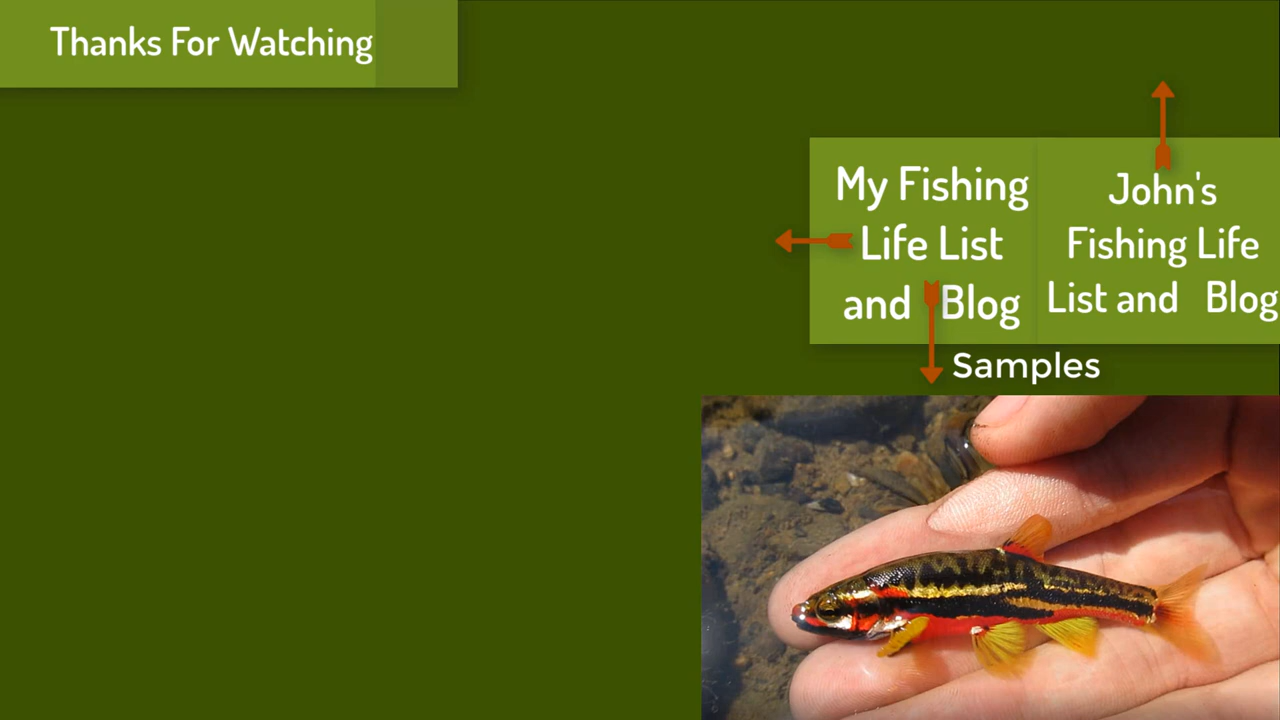 Thanks For Watching
My Fishing
Life List
and Blog
John's
Fishing Life
List and Blog
Samples